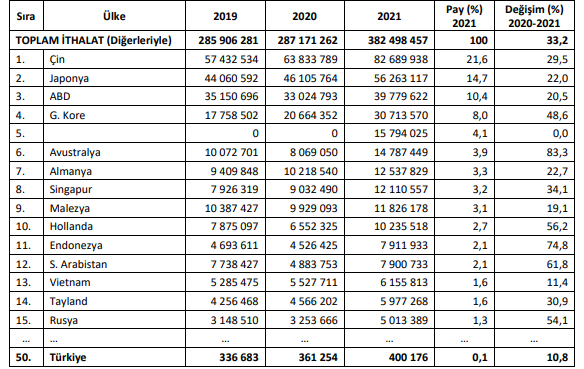 Sıra Ülke 2019 2020 2021 Pay (%) 2021 Değişim (%) 2020-2021
TOPLAM İTHALAT (Diğerleriyle) 285 906 281 287 171 262 382 498 457 100 33,2
1. Çin 57 432 534 63 833 789 82 689 938 21,6 29,5
2. Japonya 44 060 592 46 105 764 56 263 117 14,7 22,0
3. ABD 35 150 696 33 024 793 39 779 622 10,4 20,5
4. G. Kore 17 758 502 20 664 352 30 713 570 8,0 48,6
5. 0 0 15 794 025 4,1 0,0
6. Avustralya 10 072 701 8 069 050 14 787 449 3,9 83,3
7. Almanya 9 409 848 10 218 540 12 537 829 3,3 22,7
8. Singapur 7 926 319 9 032 490 12 110 557 3,2 34,1
9. Malezya 10 387 427 9 929 093 11 826 178 3,1 19,1
10. Hollanda 7 875 097 6 552 325 10 235 518 2,7 56,2
11. Endonezya 4 693 611 4 526 425 7 911 933 2,1 74,8
12. S. Arabistan 7 738 427 4 883 753 7 900 733 2,1 61,8
13. Vietnam 5 285 475 5 527 711 6 155 813 1,6 11,4
14. Tayland 4 256 468 4 566 202 5 977 268 1,6 30,9
15. Rusya 3 148 510 3 253 666 5 013 389 1,3 54,1
… … … … … … …
50. Türkiye 336 683 361 254 400 176 0,1 10,8